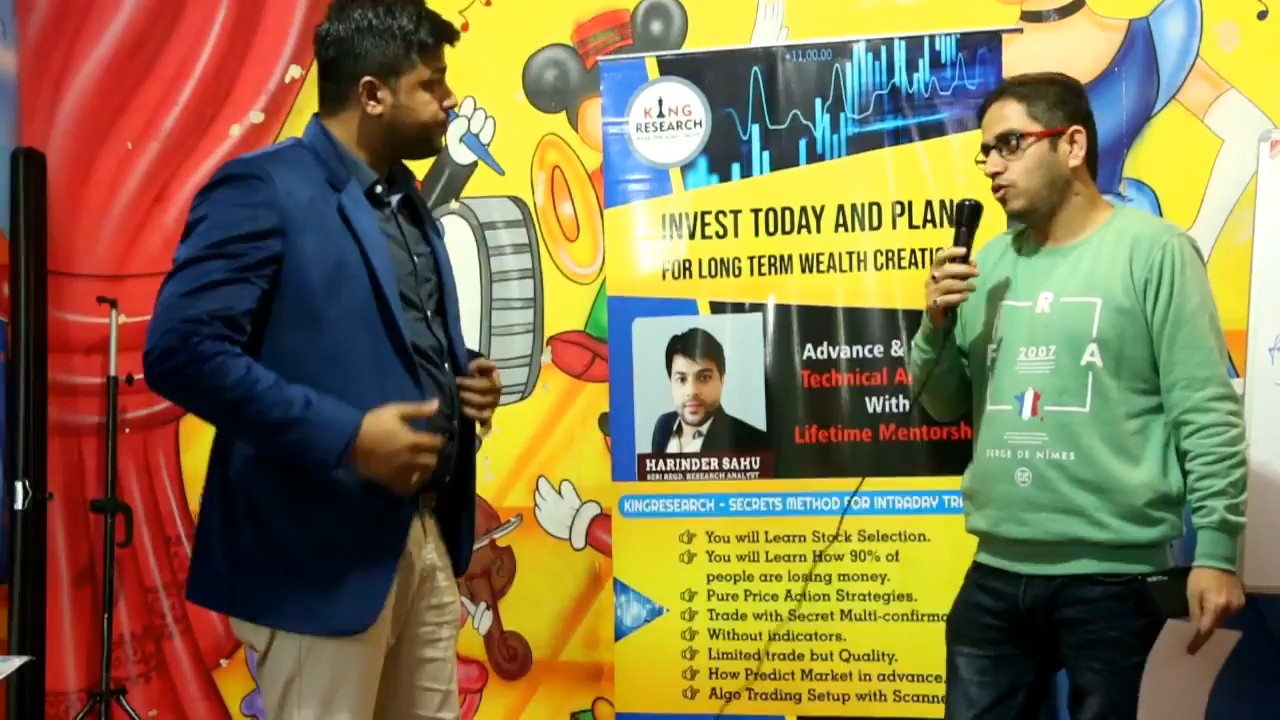 +11,00.00
KING
RESEARCH
INVEST TODAY AND PLAN
FOR LONG TERM WEALTH CREATI
Advance &
Technical A
With
Lifetime Mentorsh
HARINDER SAHU
SEBI REGD. RESEARCH ANALYST
KINGRESEARCH - SECRETS METHOD FOR INTRADAY TRA
You will Learn Stock Selection.
You will Learn How 90% of
people are losing money.
Pure Price Action Strategies.
Trade with Secret Multi-confirma
Without indicators.
Limited trade but Quality.
How Predict Market in advance.
Algo Trading Setup with Scanne
R
2007
A
SERGE DE NÎMES